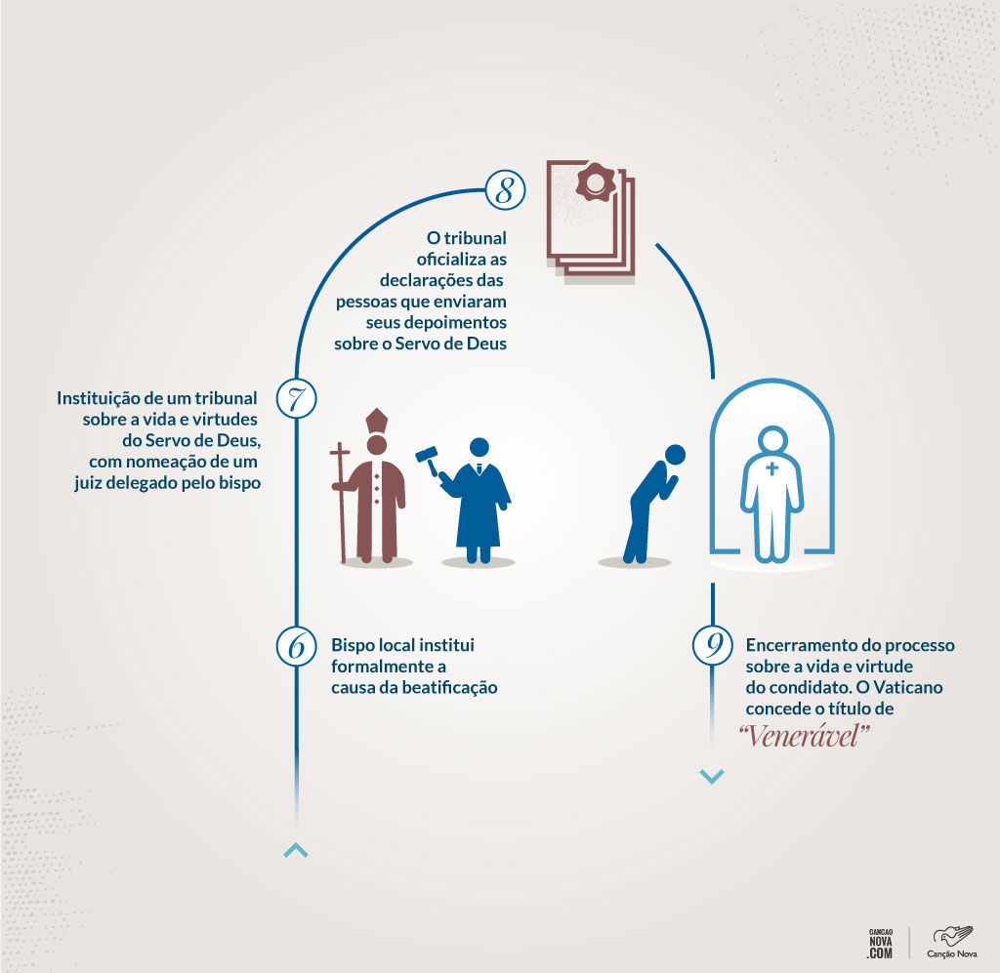 8
O tribunal
oficializa as
declarações das
pessoas que enviaram
seus depoimentos
sobre o Servo de Deus
7
Instituição de um tribunal
sobre a vida e virtudes
do Servo de Deus,
com nomeação de um
juiz delegado pelo bispo
6
Bispo local institui
formalmente a
causa da beatificação
9
Encerramento do processo
sobre a vida e virtude
do candidato. O Vaticano
concede o título de
“Venerável”
CANCAO
NOVA
.COM
Canção Nova